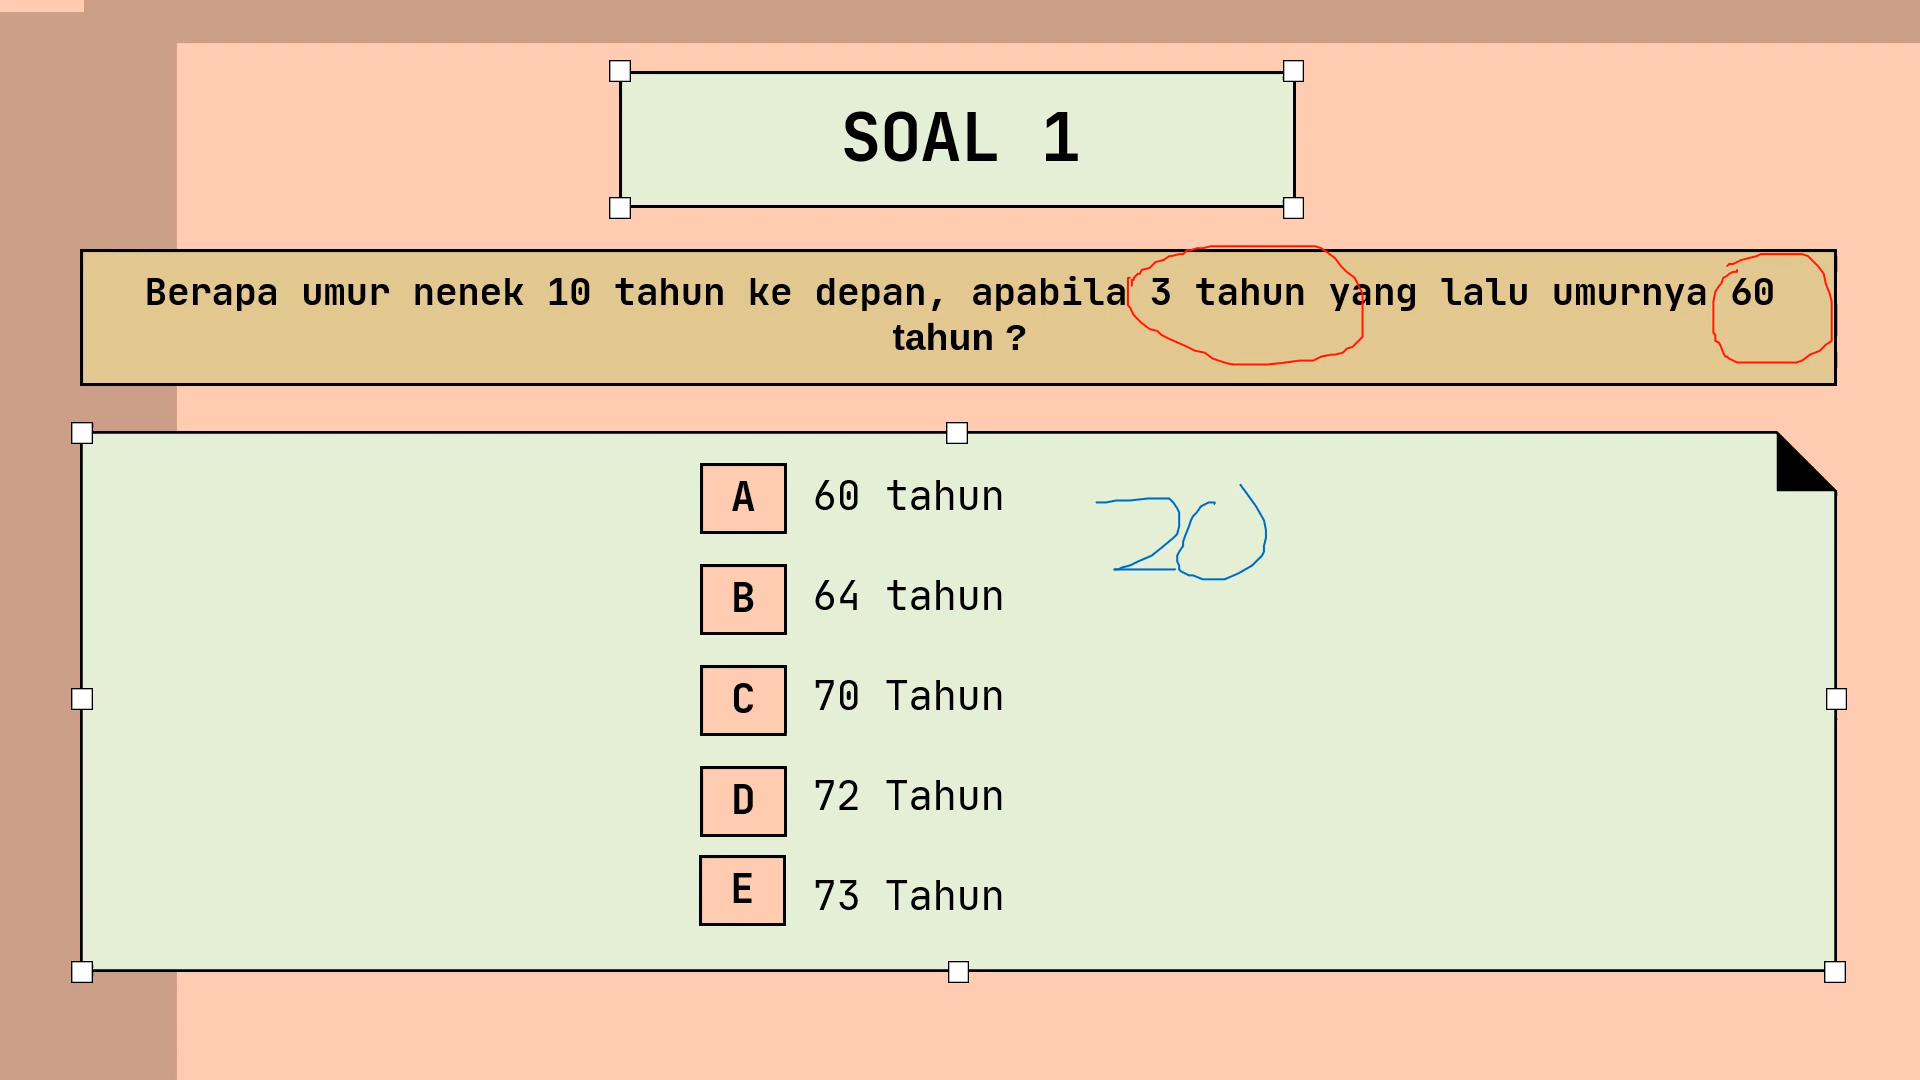 SOAL 1
Berapa umur nenek 10 tahun ke depan, apabila 3 tahun yang lalu umurnya 60
tahun ?
A 60 tahun
20
B 64 tahun
C 70 Tahun
D 72 Tahun
E 73 Tahun